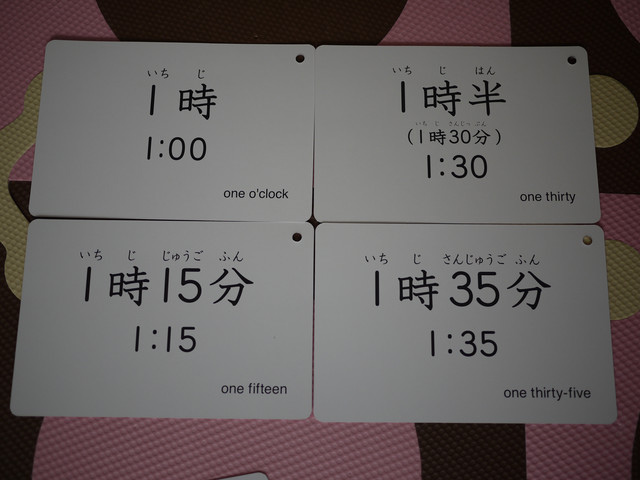 いち じ
1時
1:00
one o'clock
いち じ はん
1時半
いち じ さんじゅっ ぷん
(1時30分)
1:30
one thirty
いち じ じゅうご ふん
1時15分
1:15
one fifteen
いち じ さんじゅうご ふん
1時35分
1:35
one thirty-five